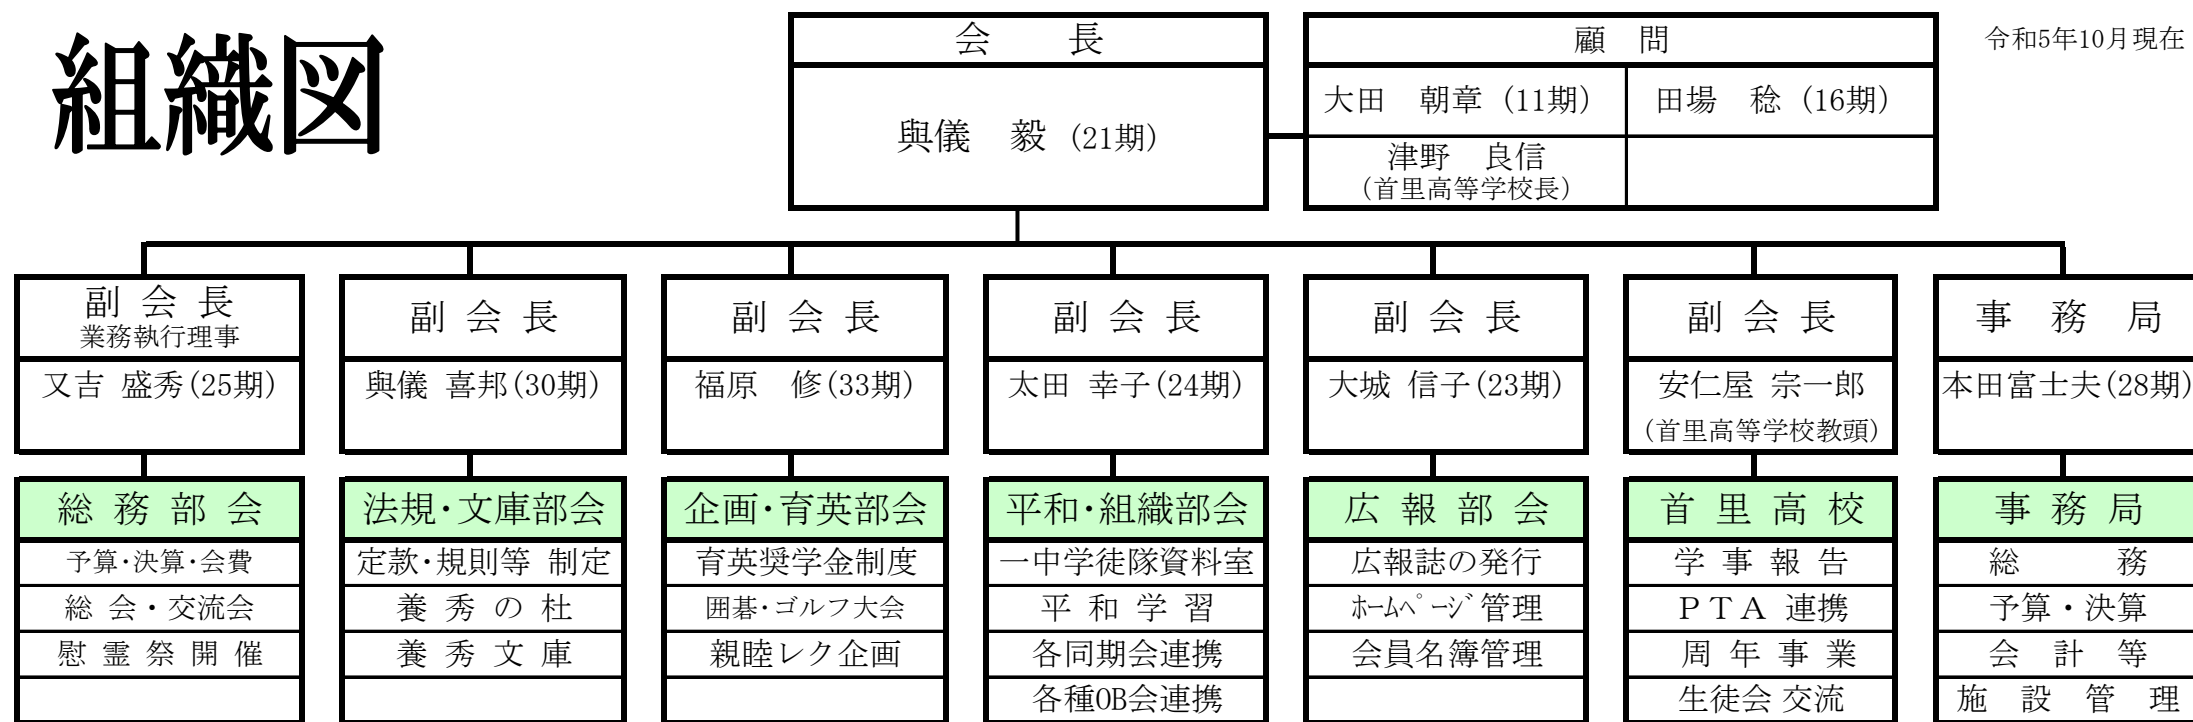 組織図
令和5年10月現在
会　長
與儀　毅 (21期)
顧　問
大田　朝章 (11期)
田場　稔 (16期)
津野　良信
(首里高等学校長)
副 会 長
業務執行理事
又吉 盛秀(25期)
副 会 長
與儀 喜邦(30期)
副 会 長
福原　修(33期)
副 会 長
太田 幸子(24期)
副 会 長
大城 信子(23期)
副 会 長
安仁屋 宗一郎
(首里高等学校教頭)
事 務 局
本田富士夫(28期)
総 務 部 会
予算･決算･会費
総 会・交流会
慰 霊 祭 開 催
法規･文庫部会
定款･規則等 制定
養 秀 の 杜
養 秀 文 庫
企画･育英部会
育英奨学金制度
囲碁･ゴルフ大会
親睦レク企画
平和･組織部会
一中学徒隊資料室
平 和 学 習
各同期会連携
各種OB会連携
広 報 部 会
広報誌の発行
ﾎｰﾑﾍﾟｰｼﾞ管理
会員名簿管理
首 里 高 校
学 事 報 告
ＰＴＡ 連携
周 年 事 業
生徒会 交流
事 務 局
総　　務
予算・決算
会 計 等
施 設 管 理